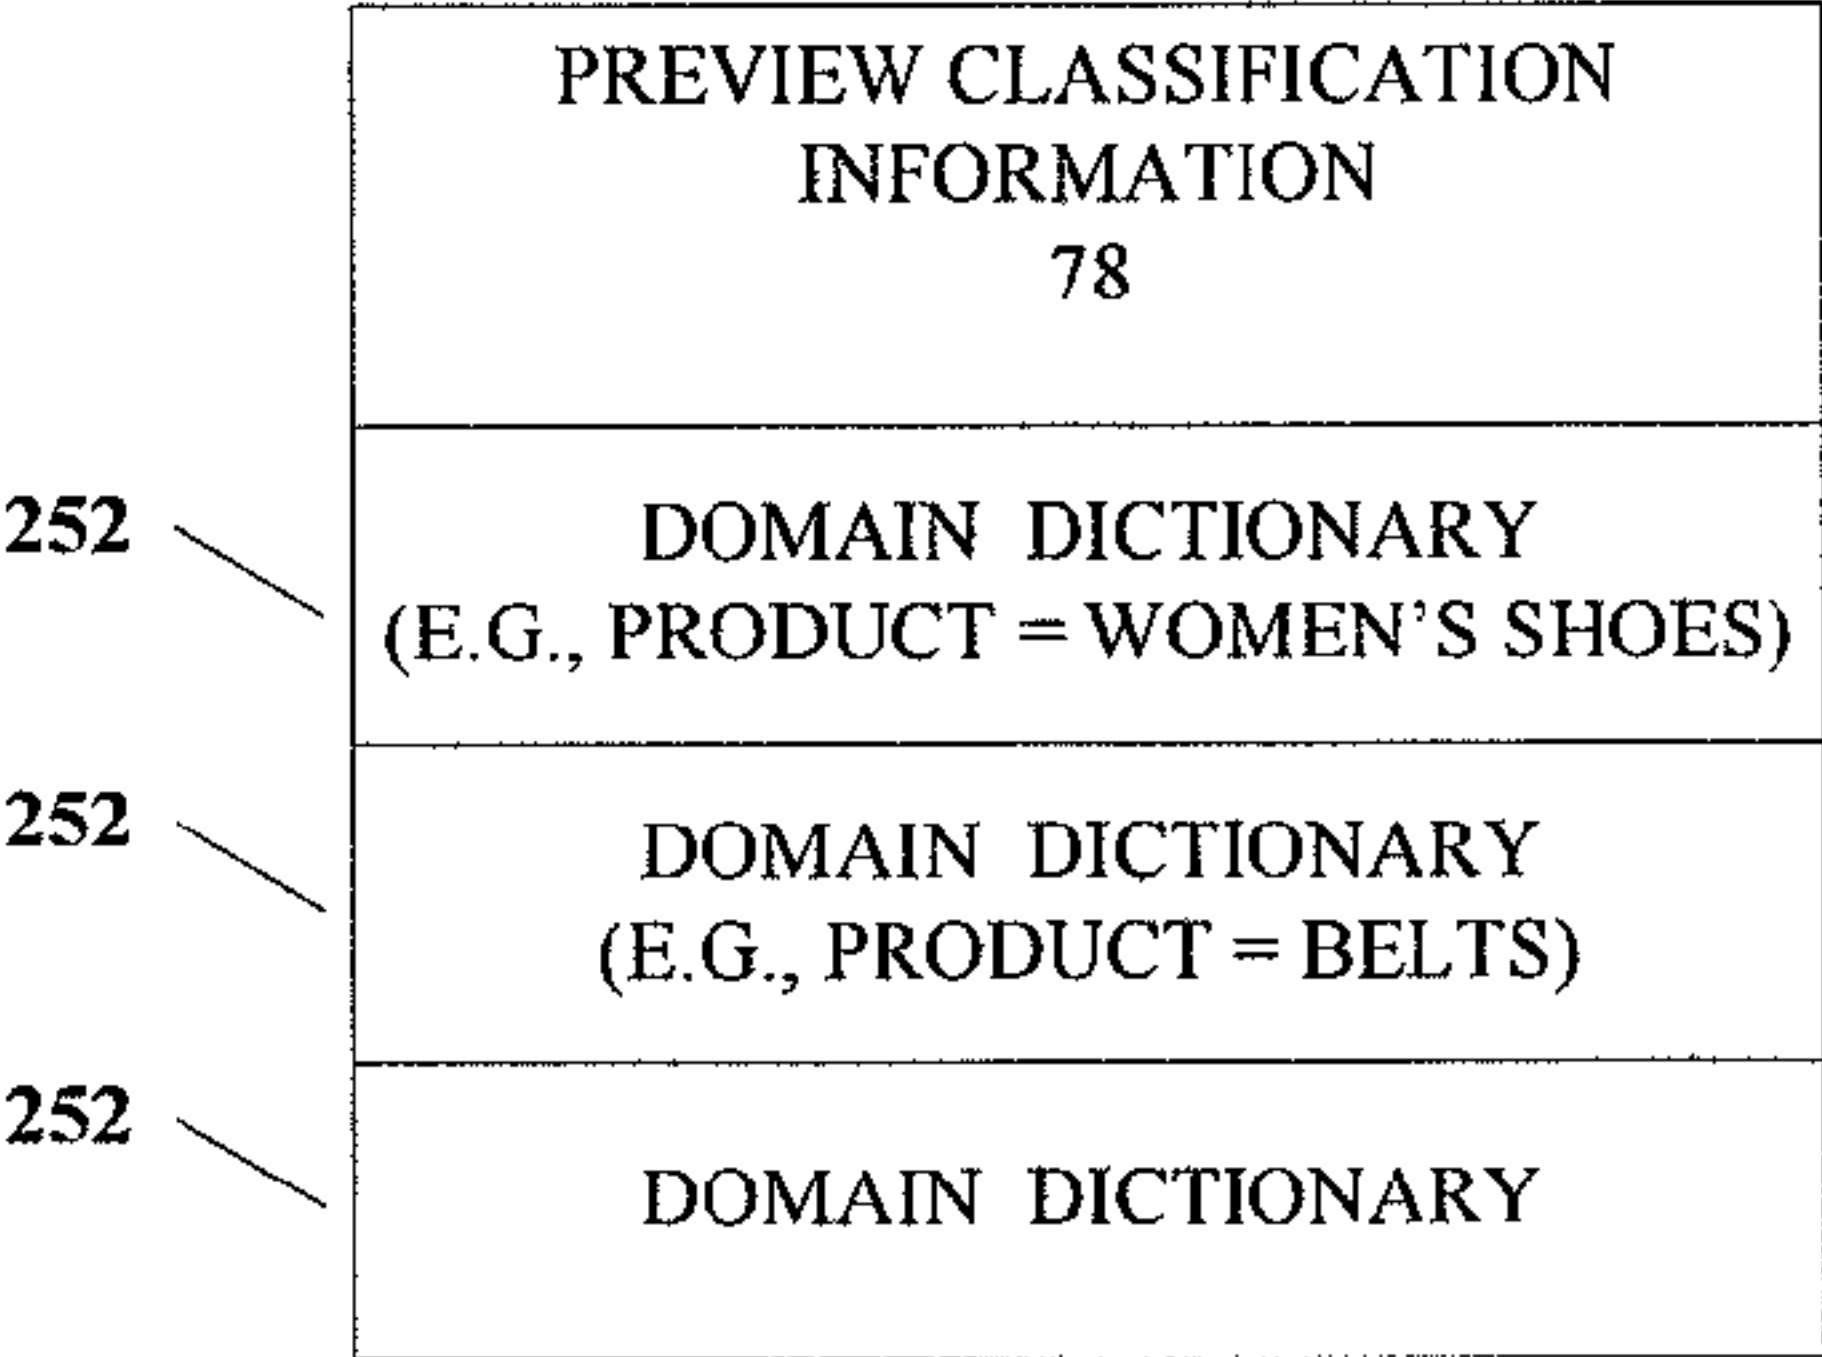 PREVIEW CLASSIFICATION
INFORMATION
78
252
DOMAIN DICTIONARY
(E.G., PRODUCT = WOMEN'S SHOES)
252
DOMAIN DICTIONARY
(E.G., PRODUCT = BELTS)
252
DOMAIN DICTIONARY